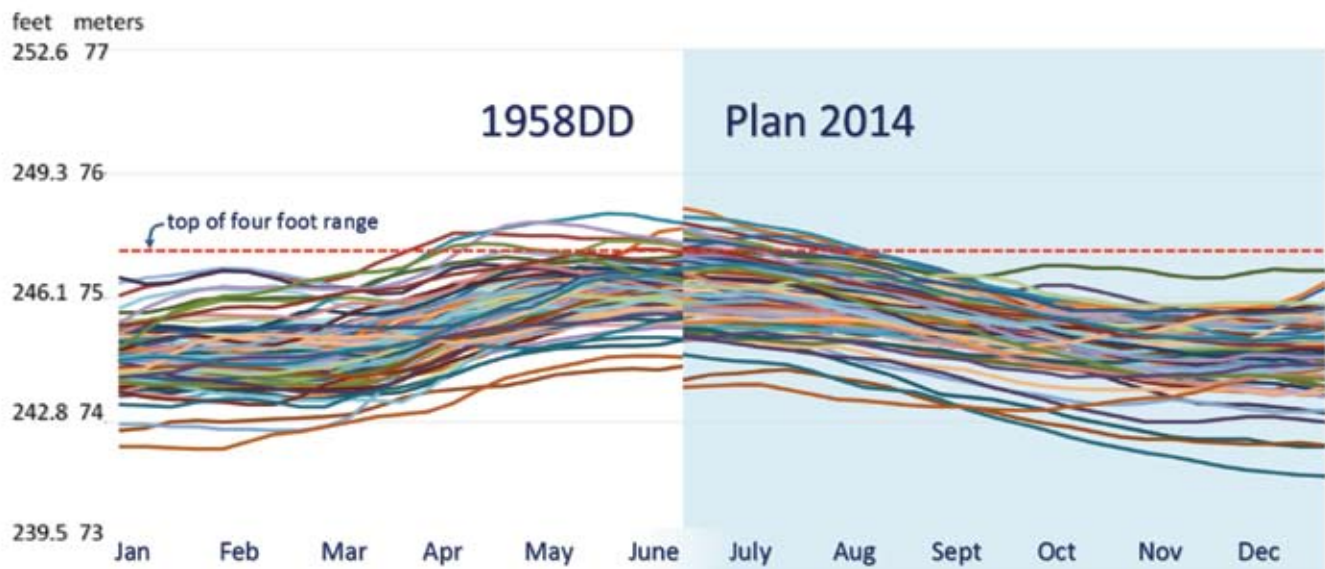 feet meters
252.6 77
1958DD Plan 2014
249.3 76
top of four foot range
246.1 75
242.8 74
239.5 73
Jan Feb Mar Apr May June July Aug Sept Oct Nov Dec